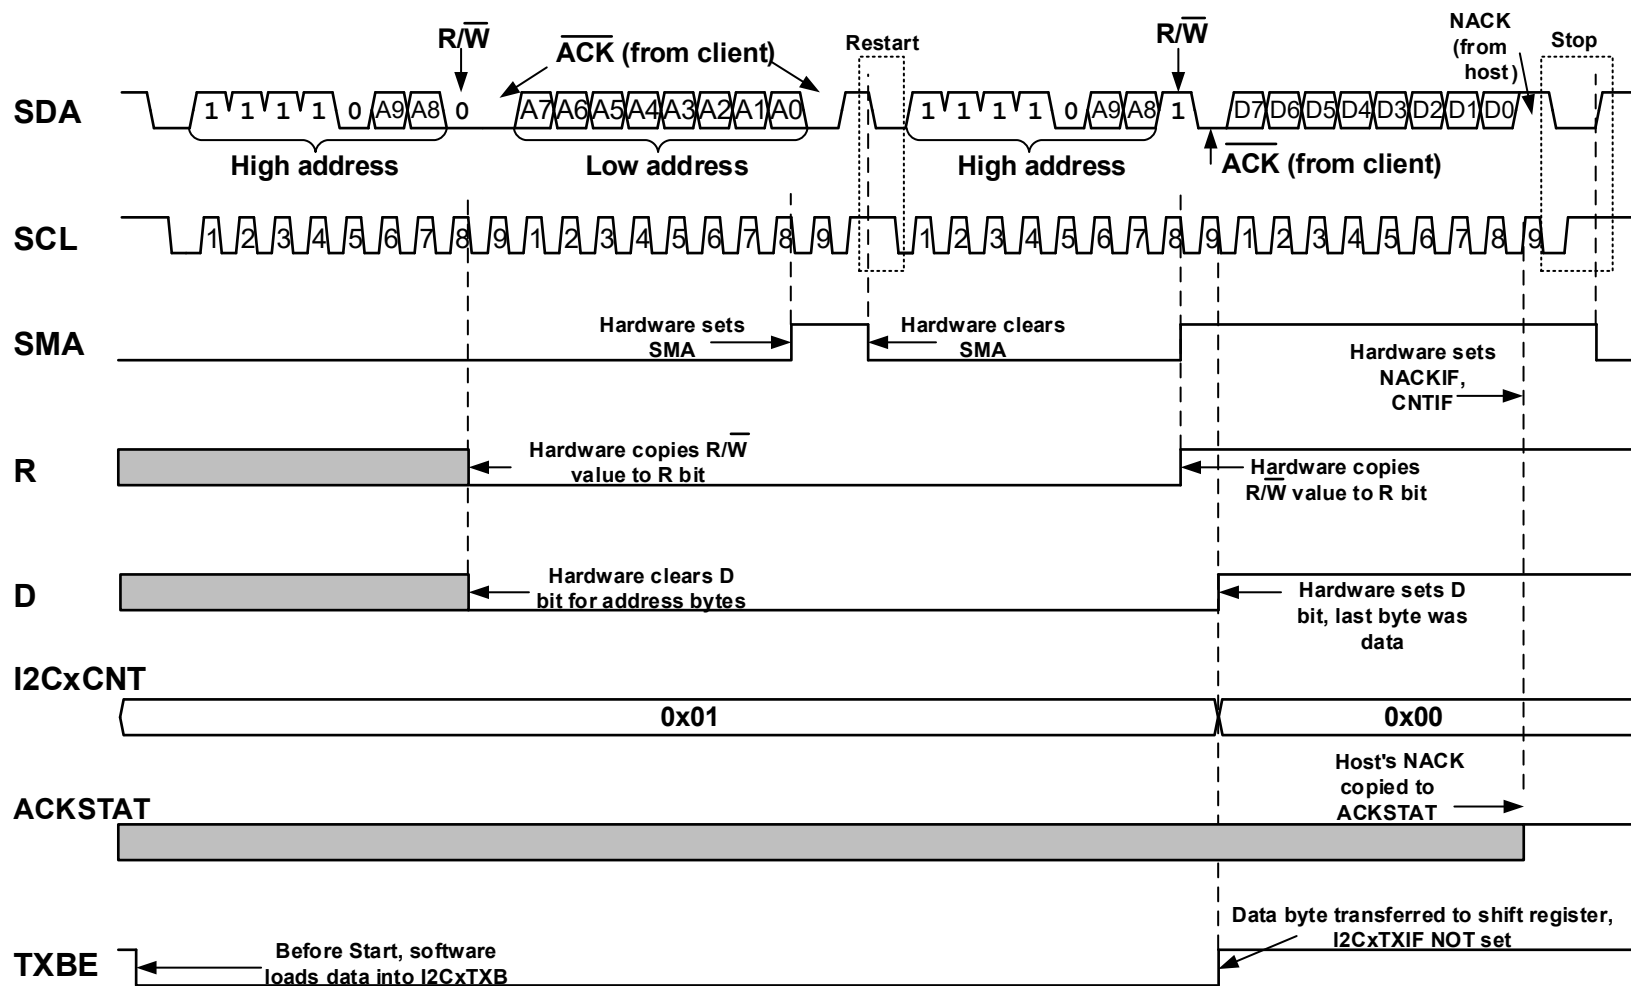 R/W
ACK (from client)
Restart
R/W
NACK
(from
host)
Stop
SDA
1 1 1 1 0 A9 A8 0 A7 A6 A5 A4 A3 A2 A1 A0 1 1 1 1 0 A9 A8 1 D7 D6 D5 D4 D3 D2 D1 D0
High address
Low address
High address
ACK (from client)
SCL
1 2 3 4 5 6 7 8 9 1 2 3 4 5 6 7 8 9 1 2 3 4 5 6 7 8 9 1 2 3 4 5 6 7 8 9
SMA
Hardware sets
SMA
Hardware clears
SMA
Hardware sets
NACKIF,
CNTIF
R
Hardware copies R/W
value to R bit
Hardware copies
R/W value to R bit
D
Hardware clears D
bit for address bytes
Hardware sets D
bit, last byte was
data
I2CxCNT
0x01
0x00
ACKSTAT
Host's NACK
copied to
ACKSTAT
TXBE
Before Start, software
loads data into I2CxTXB
Data byte transferred to shift register,
I2CxTXIF NOT set